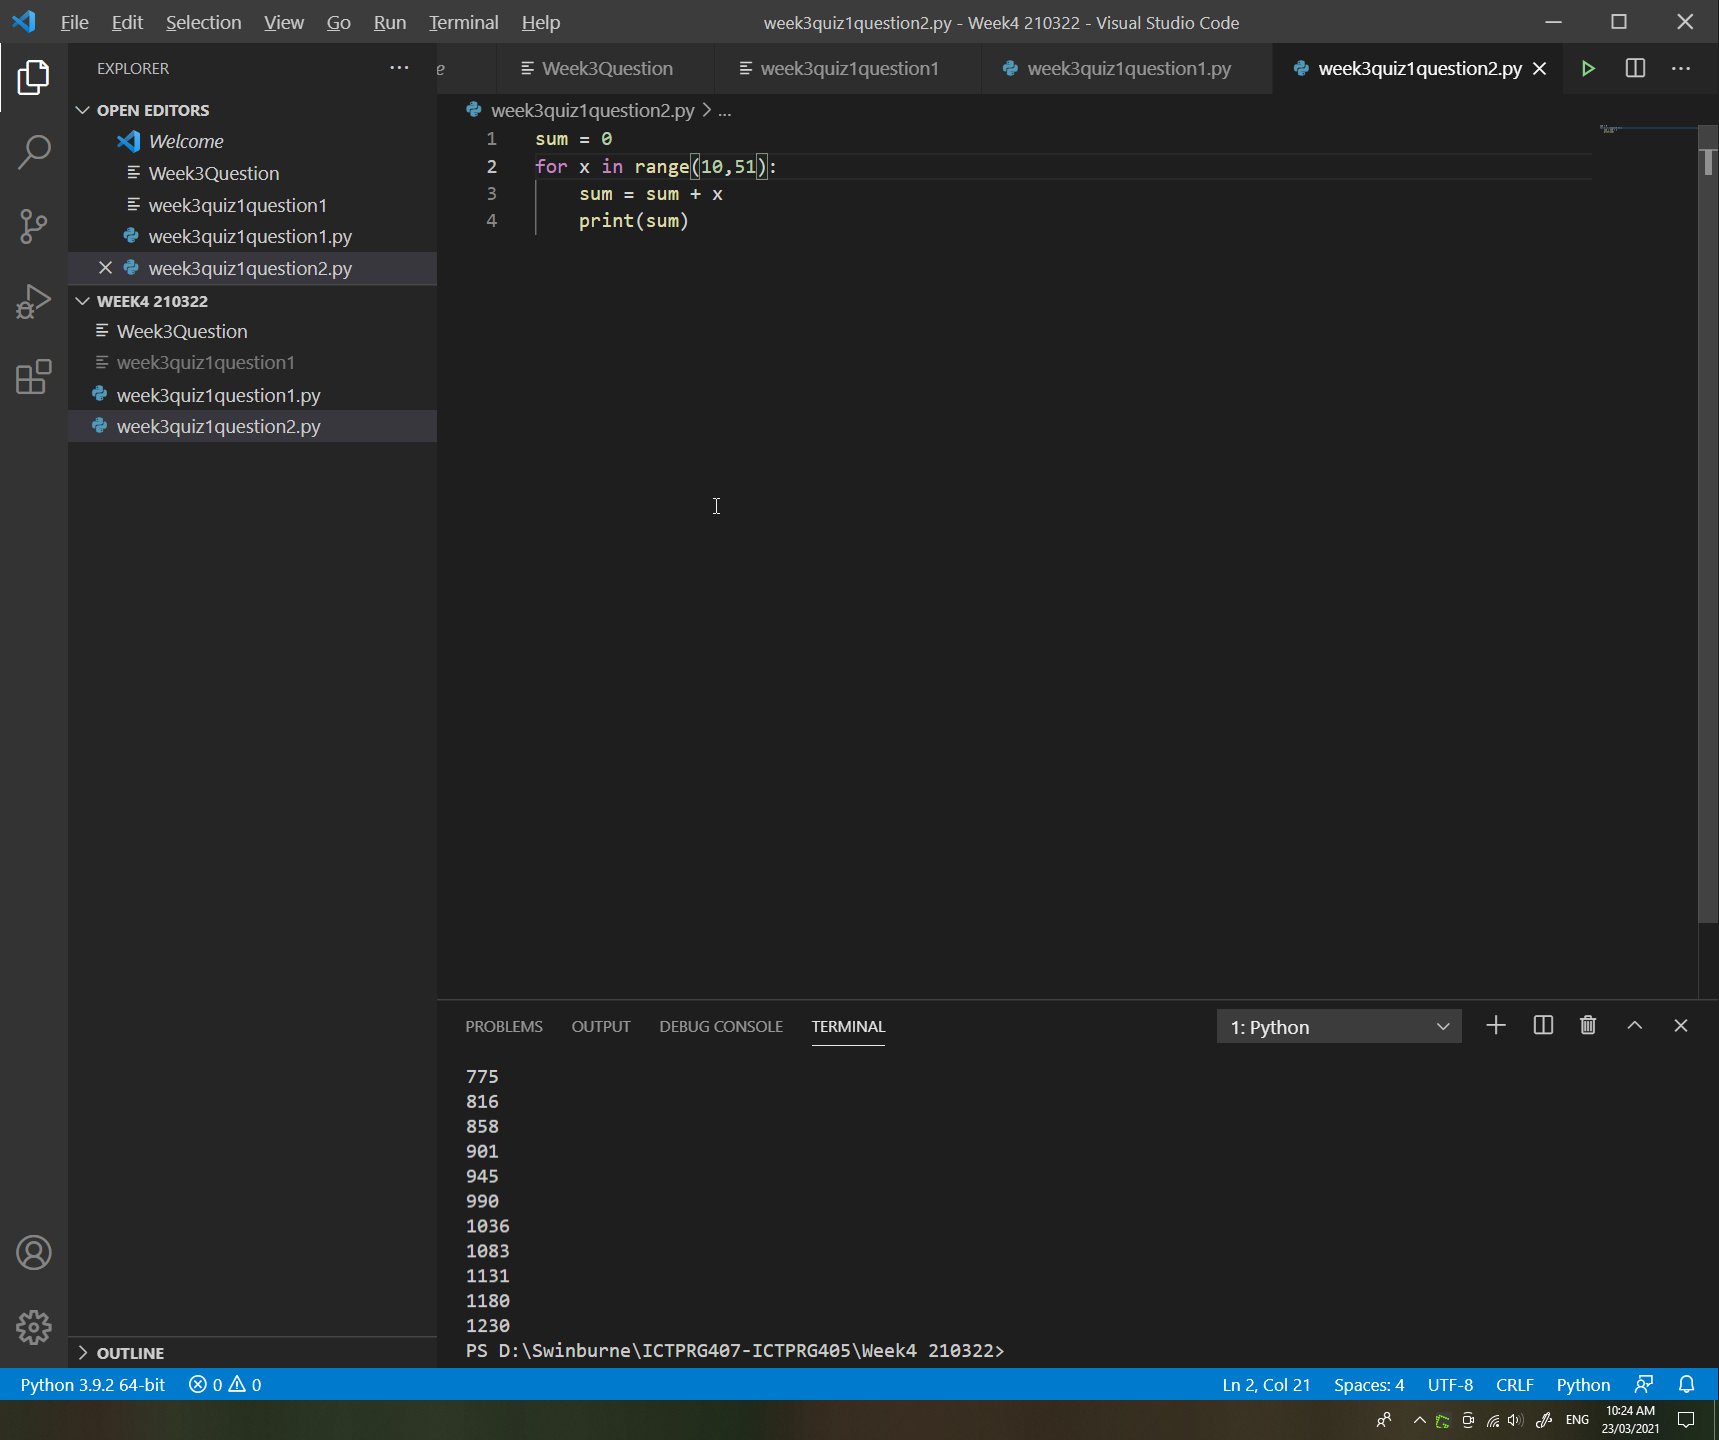 File Edit Selection View Go Run Terminal Help
week3quiz1question2.py - Week4 210322 - Visual Studio Code
EXPLORER
e
Week3Question
week3quiz1question1
week3quiz1question1.py
week3quiz1question2.py
OPEN EDITORS
Welcome
Week3Question
week3quiz1question1
week3quiz1question1.py
week3quiz1question2.py
WEEK4 210322
Week3Question
week3quiz1question1
week3quiz1question1.py
week3quiz1question2.py
OUTLINE
week3quiz1question2.py > ...
1 sum = 0
2 for x in range(10,51):
3     sum = sum + x
4     print(sum)
PROBLEMS OUTPUT DEBUG CONSOLE TERMINAL
1: Python
775
816
858
901
945
990
1036
1083
1131
1180
1230
PS D:\Swinburne\ICTPRG407-ICTPRG405\Week4 210322>
Python 3.9.2 64-bit 0 0
Ln 2, Col 21 Spaces: 4 UTF-8 CRLF Python
ENG
10:24 AM
23/03/2021